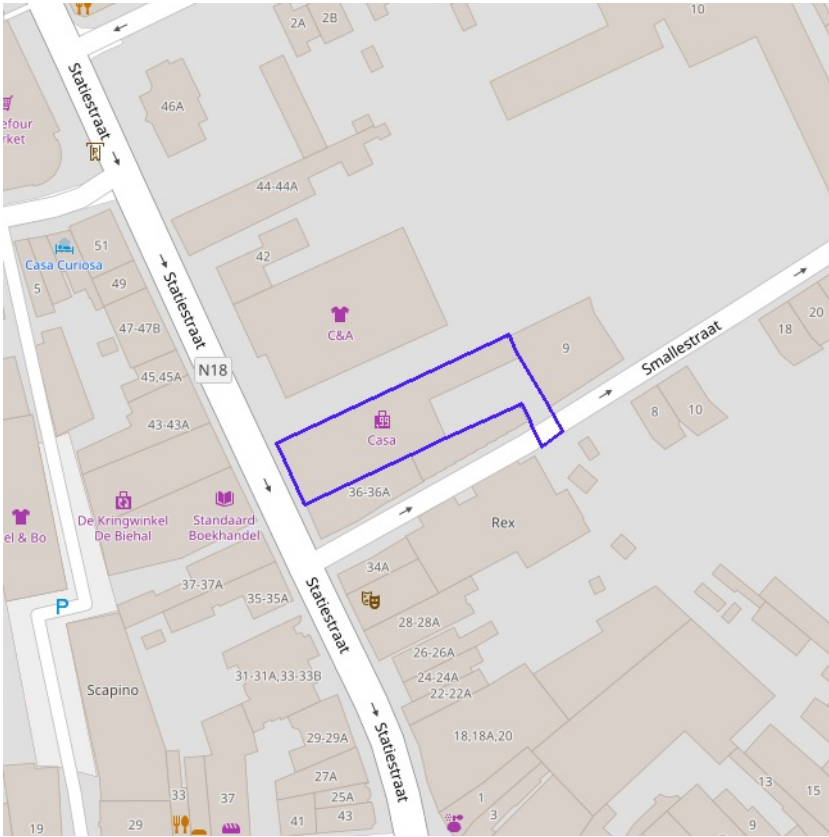 10
2A
2B
Statiestraat
46A
efour
rket
44-44A
51
Casa Curiosa
42
5
49
Statiestraat
C&A
47-47B
20
18
Smallestraat
9
N18
45,45A
8
10
43-43A
Casa
36-36A
De Kringwinkel
De Biehal
Standaard
Boekhandel
Rex
el & Bo
34A
37-37A
35-35A
P
Statiestraat
28-28A
26-26A
24-24A
22-22A
31-31A,33-33B
Scapino
29-29A
18,18A,20
Statiestraat
27A
13
15
33
37
25A
1
43
41
3
19
29
9